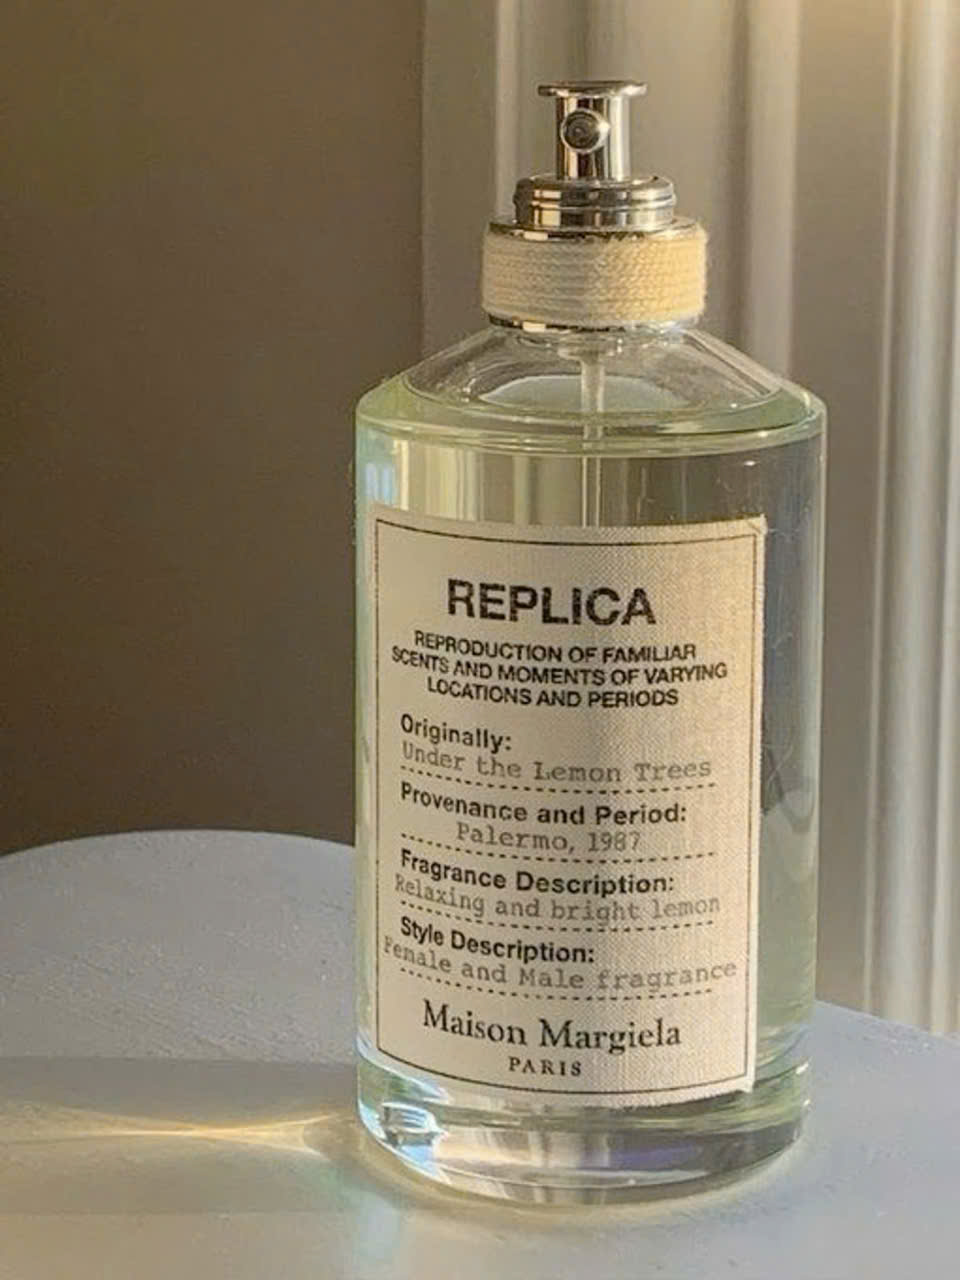 REPLICA
REPRODUCTION OF FAMILIAR
SCENTS AND MOMENTS OF VARYING
LOCATIONS AND PERIODS
Originally:
Under the Lemon Trees
Provenance and Period:
Palermo, 1987
Fragrance Description:
Relaxing and bright lemon
Style Description:
Female and Male fragrance
Maison Margiela
PARIS